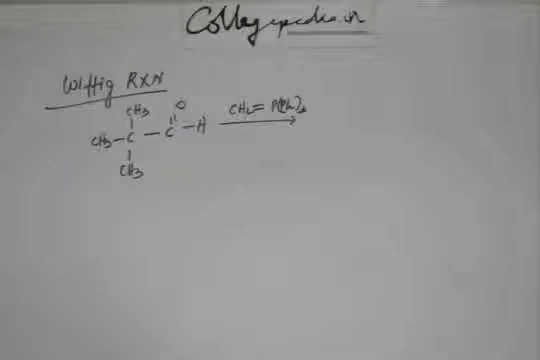 Collegepedia.in
Wittig RXN
CH3 O
CH3-C-C-H CH2=P(Ph)3
CH3